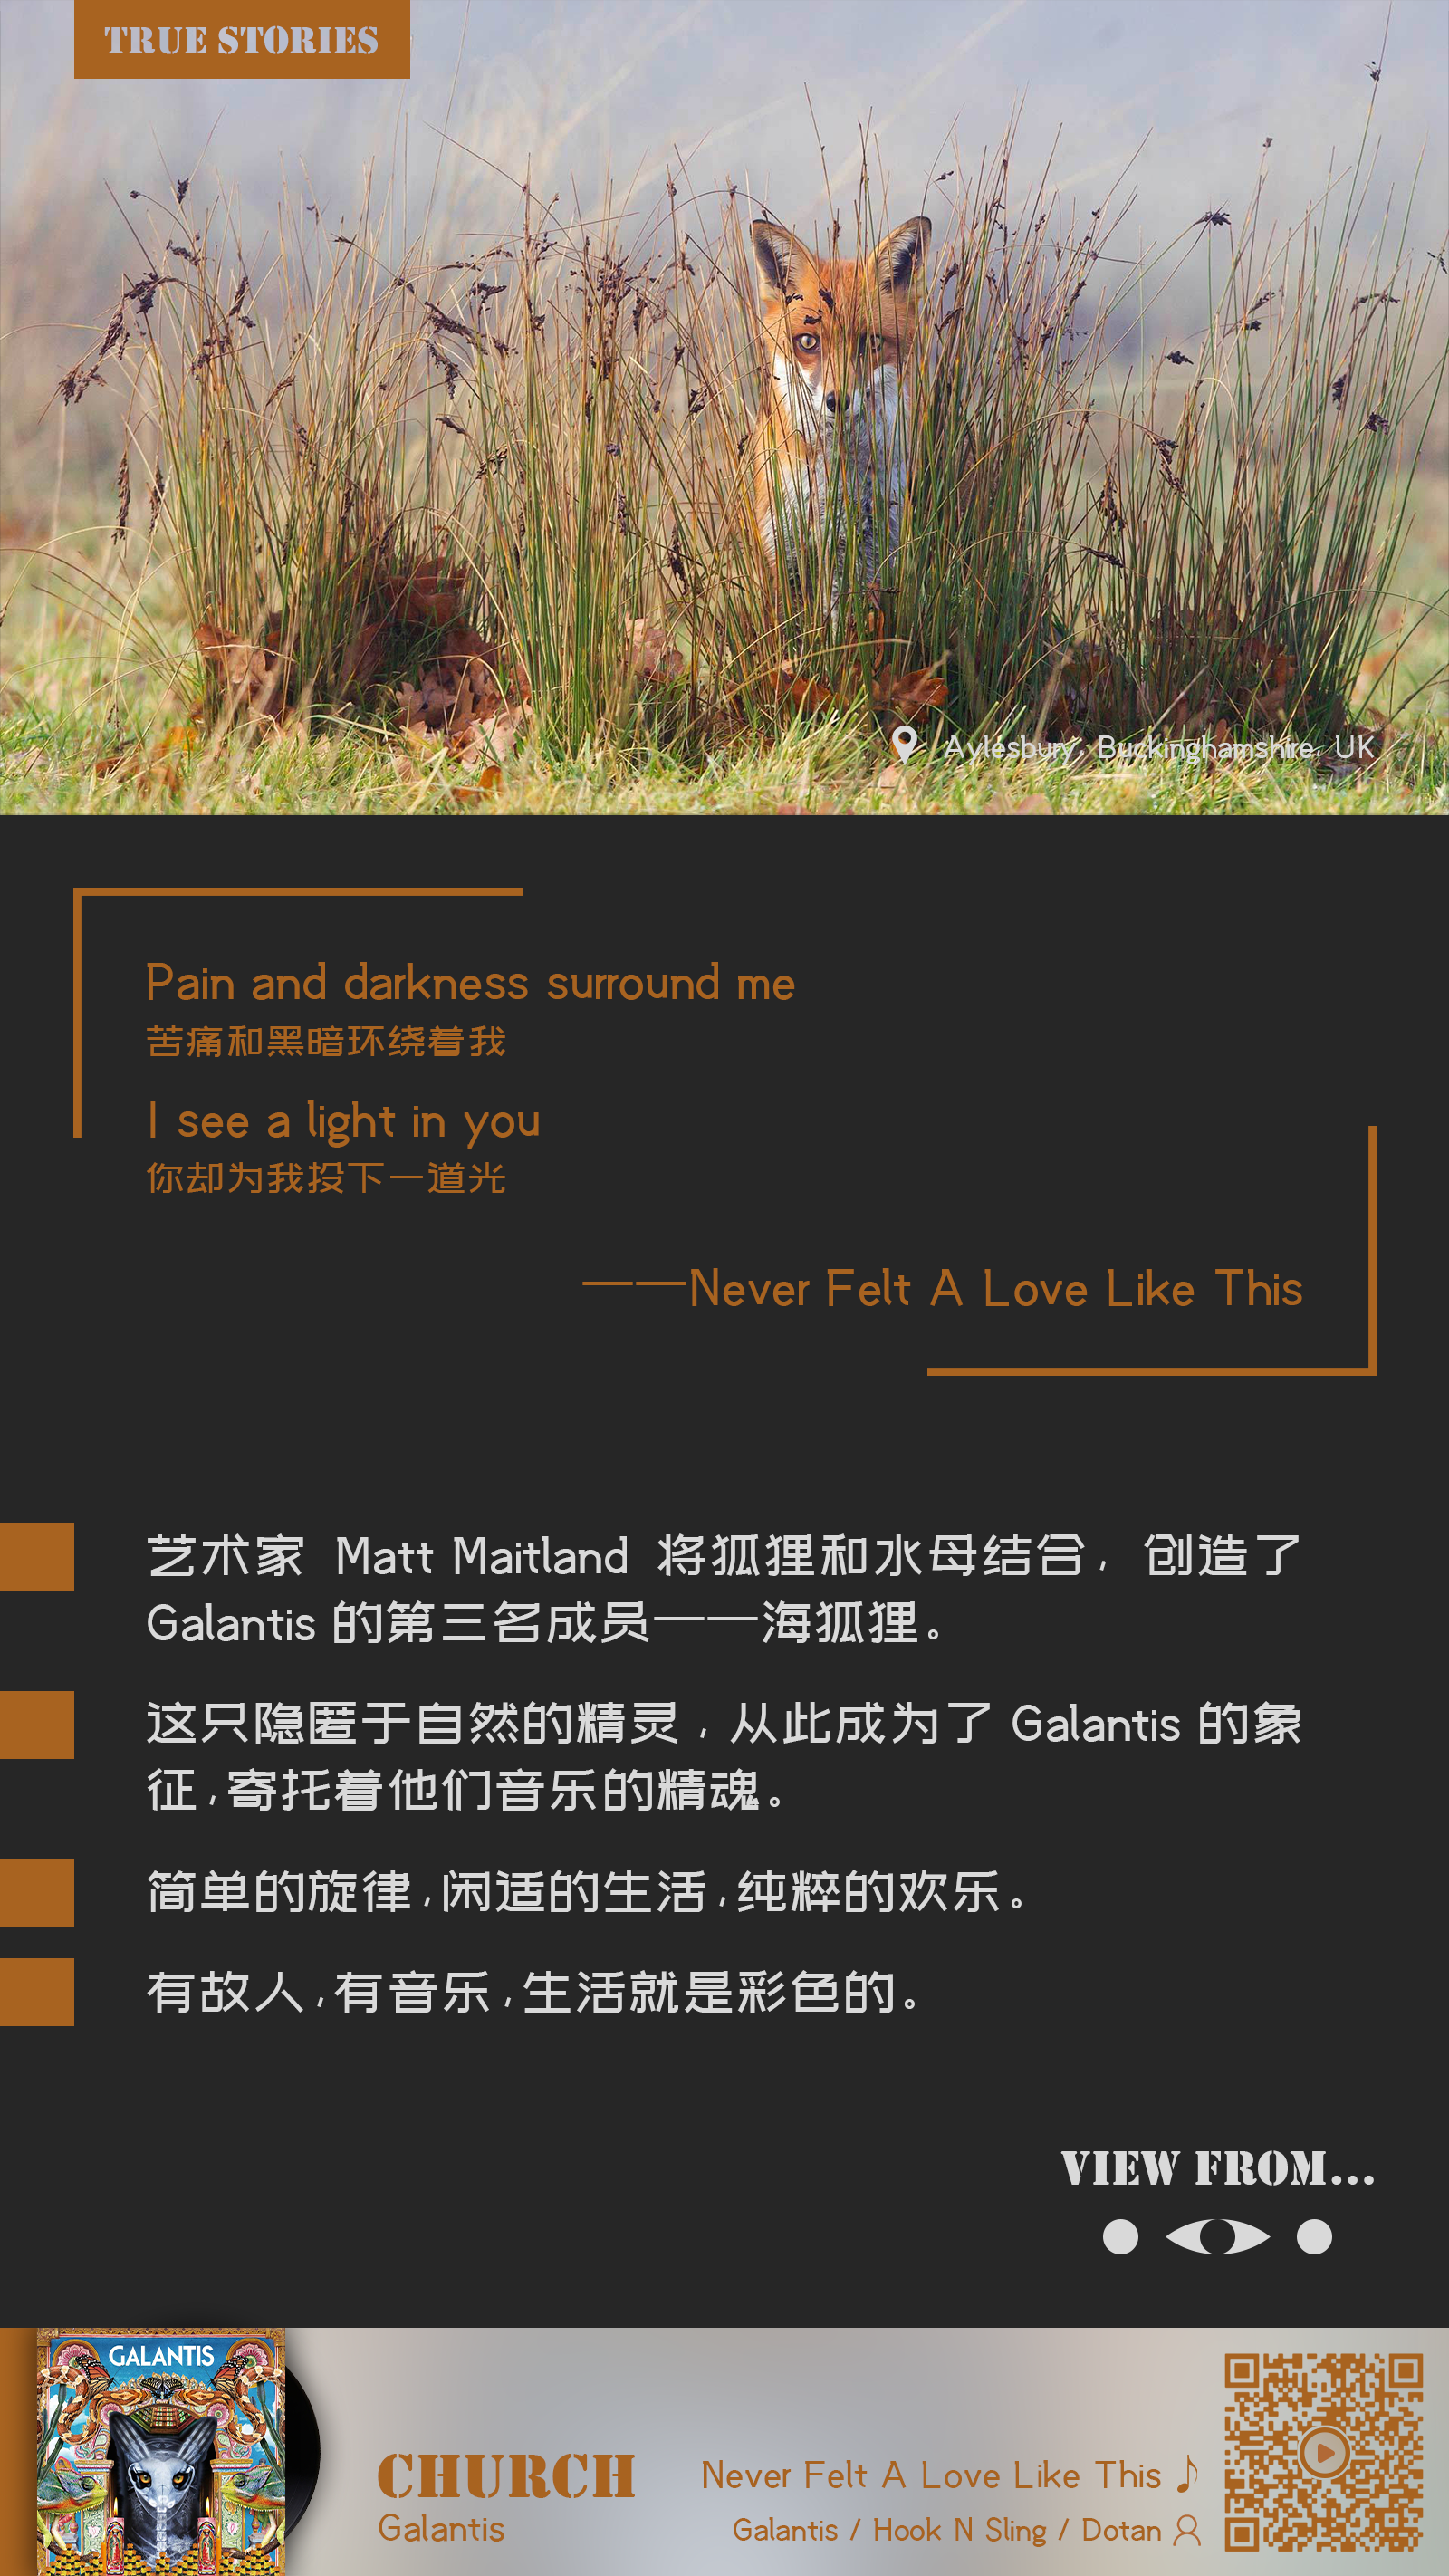 TRUE STORIES
Aylesbury, Buckinghamshire, UK
Pain and darkness surround me
苦痛和黑暗环绕着我
I see a light in you
你却为我投下一道光
——Never Felt A Love Like This
艺术家 Matt Maitland 将狐狸和水母结合，创造了
Galantis 的第三名成员——海狐狸。
这只隐匿于自然的精灵，从此成为了 Galantis 的象
征，寄托着他们音乐的精魂。
简单的旋律，闲适的生活，纯粹的欢乐。
有故人，有音乐，生活就是彩色的。
VIEW FROM...
GALANTIS
CHURCH
Galantis
Never Felt A Love Like This
Galantis / Hook N Sling / Dotan